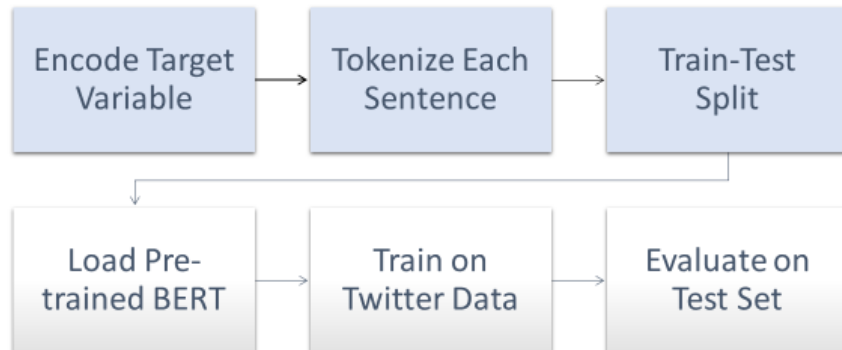 Encode Target
Variable
Tokenize Each
Sentence
Train-Test
Split
Load Pre-
trained BERT
Train on
Twitter Data
Evaluate on
Test Set